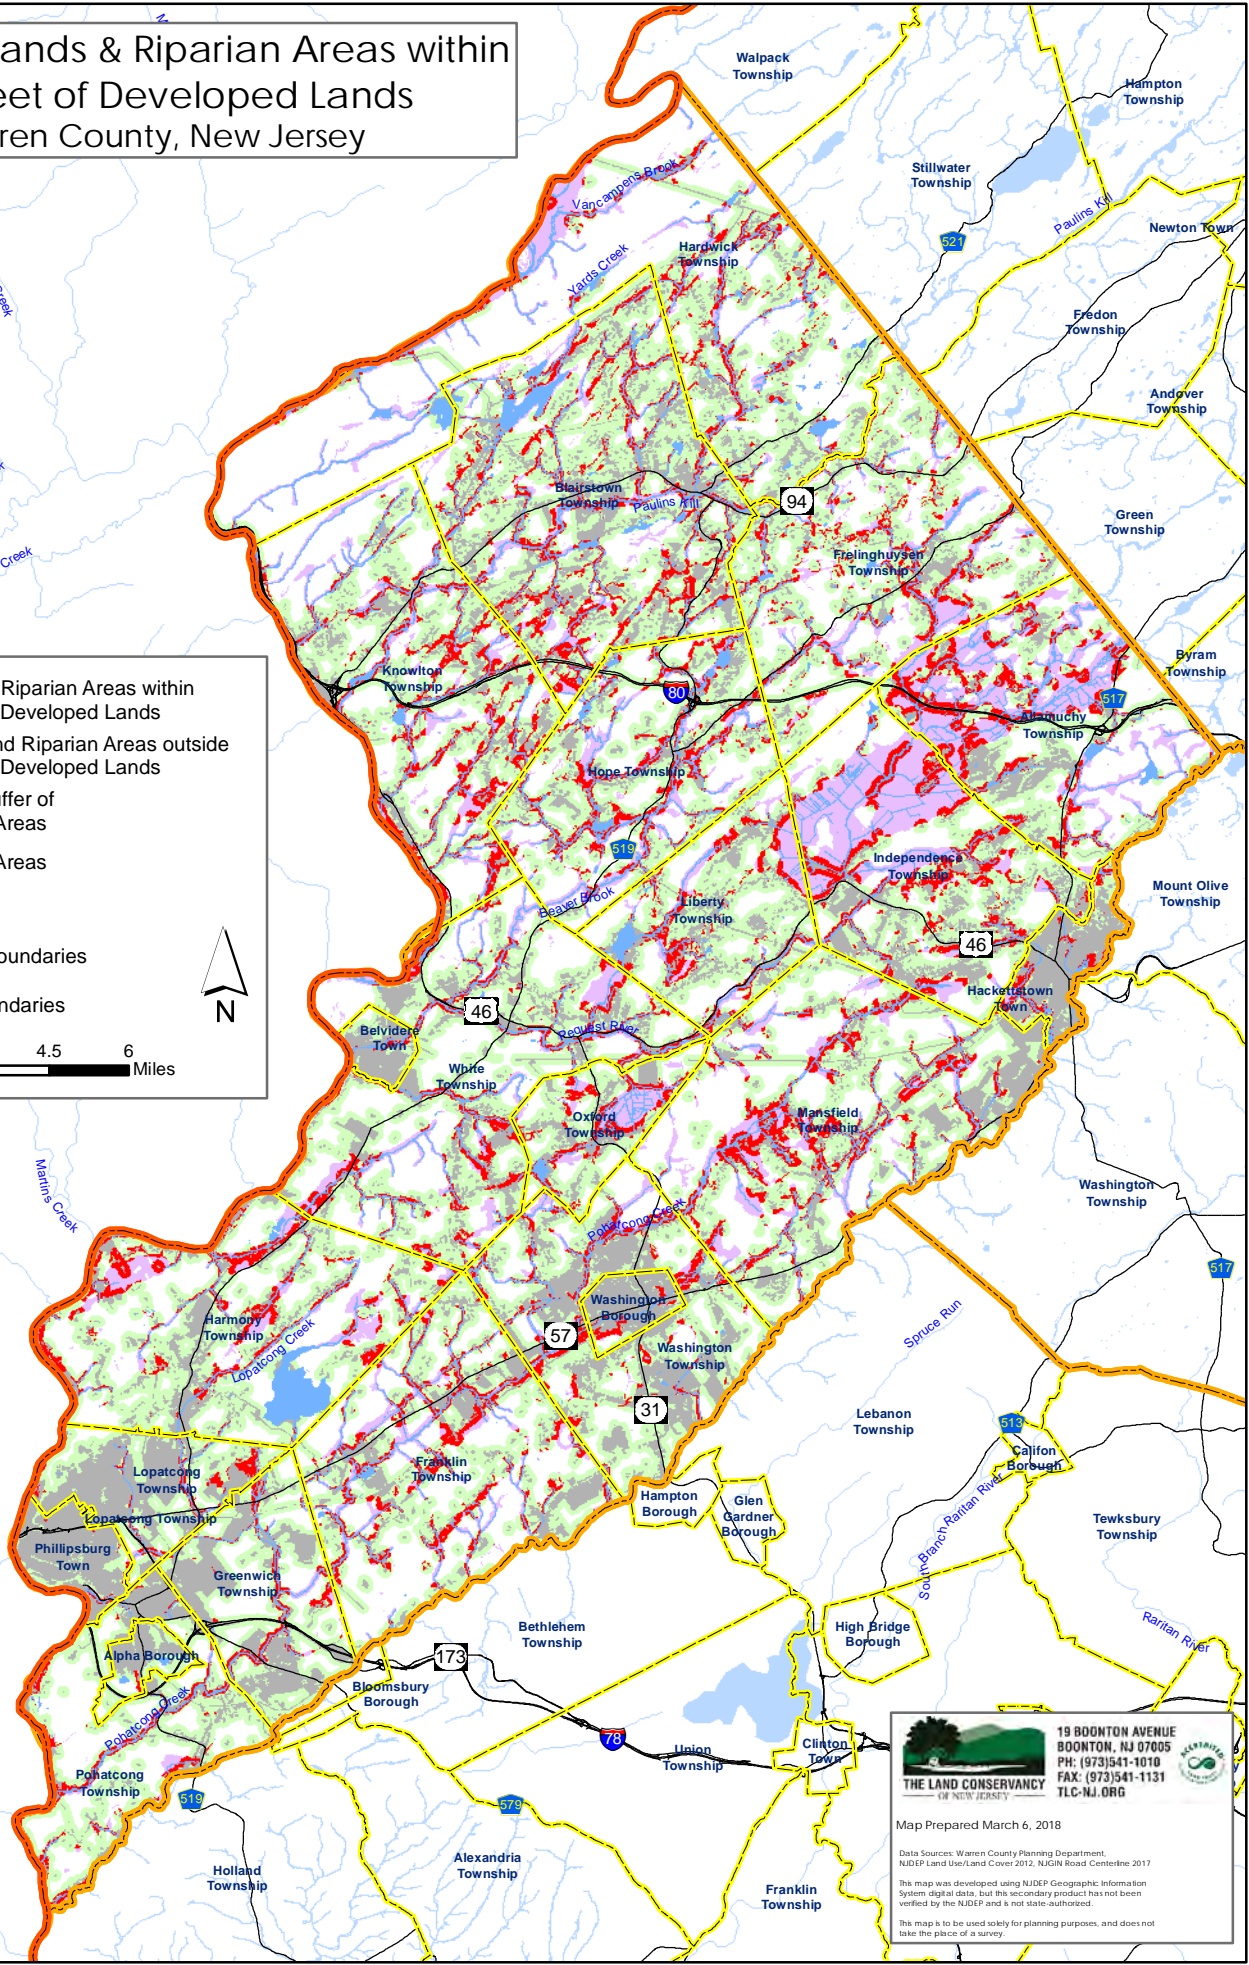 ands & Riparian Areas within
eet of Developed Lands
ren County, New Jersey
Walpack
Township
Hampton
Township
Stillwater
Township
521
Paulins Kill
Newton Town
Vancampens Brook
Yards Creek
Hardwick
Township
Fredon
Township
Andover
Township
Creek
Blairstown
Township
Paulins Kill
94
Green
Township
Frelinghuysen
Township
Byram
Township
Knowlton
Township
80
517
Allamuchy
Township
Hope Township
519
Independence
Township
Mount Olive
Township
Beaver Brook
Liberty
Township
46
Hackettstown
Town
Riparian Areas within
Developed Lands
nd Riparian Areas outside
Developed Lands
uffer of
Areas
Areas
oundaries
ndaries
N
4.5 6
Miles
46
Belvidere
Town
Pequest River
White
Township
Oxford
Township
Mansfield
Township
Martins Creek
Washington
Township
Pohatcong Creek
517
Harmony
Township
Lopatcong Creek
Washington
Borough
57
Washington
Township
31
Spruce Run
Lebanon
Township
513
Califon
Borough
Lopatcong
Township
Franklin
Township
Lopatcong Township
Hampton
Borough
Glen
Gardner
Borough
South Branch Raritan River
Tewksbury
Township
Phillipsburg
Town
Greenwich
Township
Bethlehem
Township
High Bridge
Borough
Raritan River
Alpha Borough
173
Bloomsbury
Borough
Pohatcong Creek
78
Union
Township
Clinton
Town
Pohatcong
Township
519
579
Holland
Township
Alexandria
Township
Franklin
Township
THE LAND CONSERVANCY
OF NEW JERSEY
19 BOONTON AVENUE
BOONTON, NJ 07005
PH: (973)541-1010
FAX: (973)541-1131
TLC-NJ.ORG
ACCREDITED
Map Prepared March 6, 2018
Data Sources: Warren County Planning Department,
NJDEP Land Use/Land Cover 2012, NJGIN Road Centerline 2017
This map was developed using NJDEP Geographic Information
System digital data, but this secondary product has not been
verified by the NJDEP and is not state-authorized.
This map is to be used solely for planning purposes, and does not
take the place of a survey.